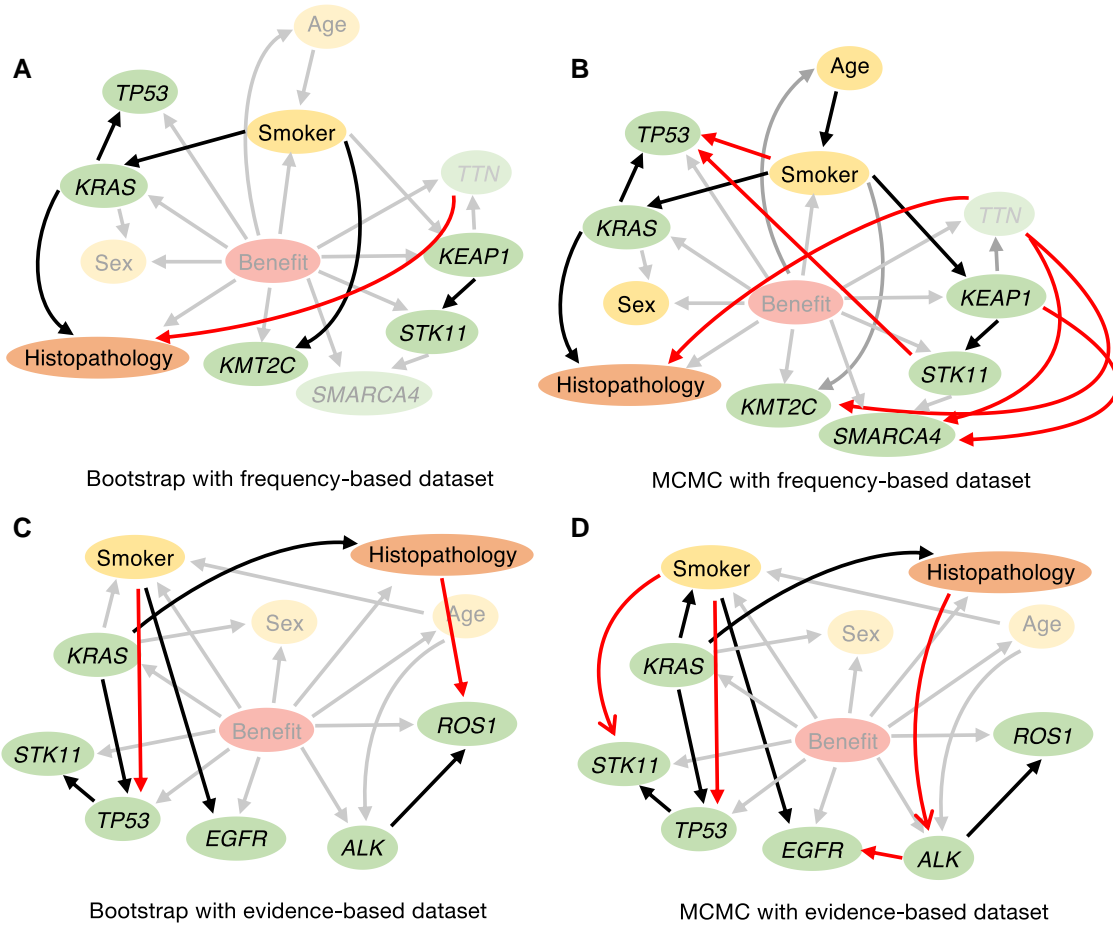 A
Age
TP53
Smoker
TTN
KRAS
Sex
Benefit
KEAP1
STK11
Histopathology
KMT2C
SMARCA4
Bootstrap with frequency-based dataset
B
Age
TP53
Smoker
TTN
KRAS
Sex
Benefit
KEAP1
STK11
Histopathology
KMT2C
SMARCA4
MCMC with frequency-based dataset
C
Smoker
Histopathology
Age
Sex
KRAS
Benefit
ROS1
STK11
TP53
EGFR
ALK
Bootstrap with evidence-based dataset
D
Smoker
Histopathology
Age
Sex
KRAS
Benefit
ROS1
STK11
TP53
EGFR
ALK
MCMC with evidence-based dataset